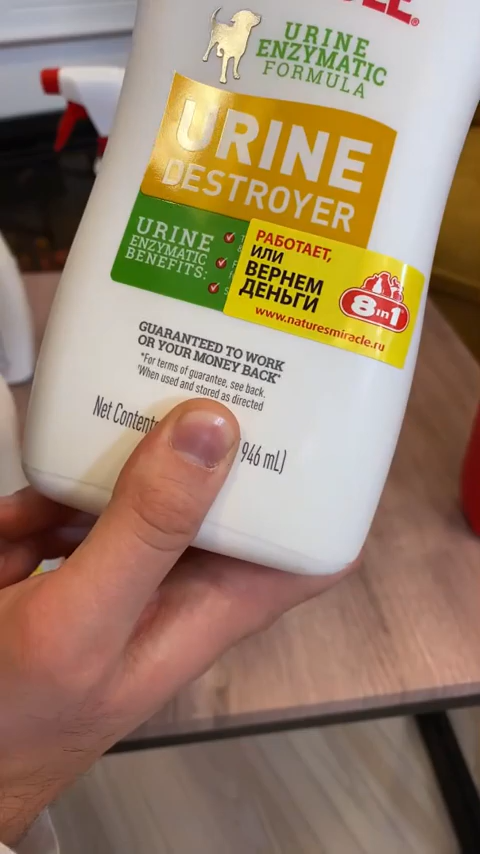 URINE
ENZYMATIC
FORMULA
URINE
DESTROYER
URINE
ENZYMATIC
BENEFITS:
РАБОТАЕТ,
ИЛИ
ВЕРНЕМ
ДЕНЬГИ
8in1
www.naturesmiracle.ru
GUARANTEED TO WORK
OR YOUR MONEY BACK*
*For terms of guarantee, see back.
*When used and stored as directed
Net 946 mL)